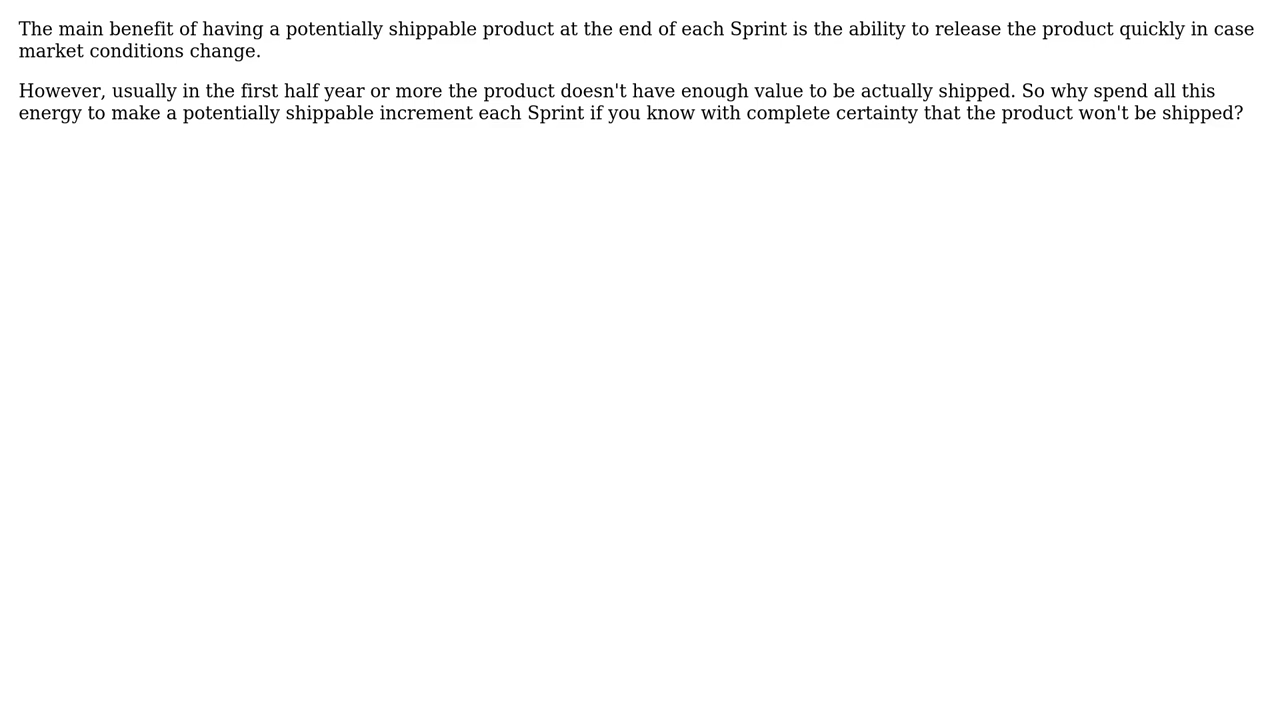 The main benefit of having a potentially shippable product at the end of each Sprint is the ability to release the product quickly in case
market conditions change.
However, usually in the first half year or more the product doesn't have enough value to be actually shipped. So why spend all this
energy to make a potentially shippable increment each Sprint if you know with complete certainty that the product won't be shipped?